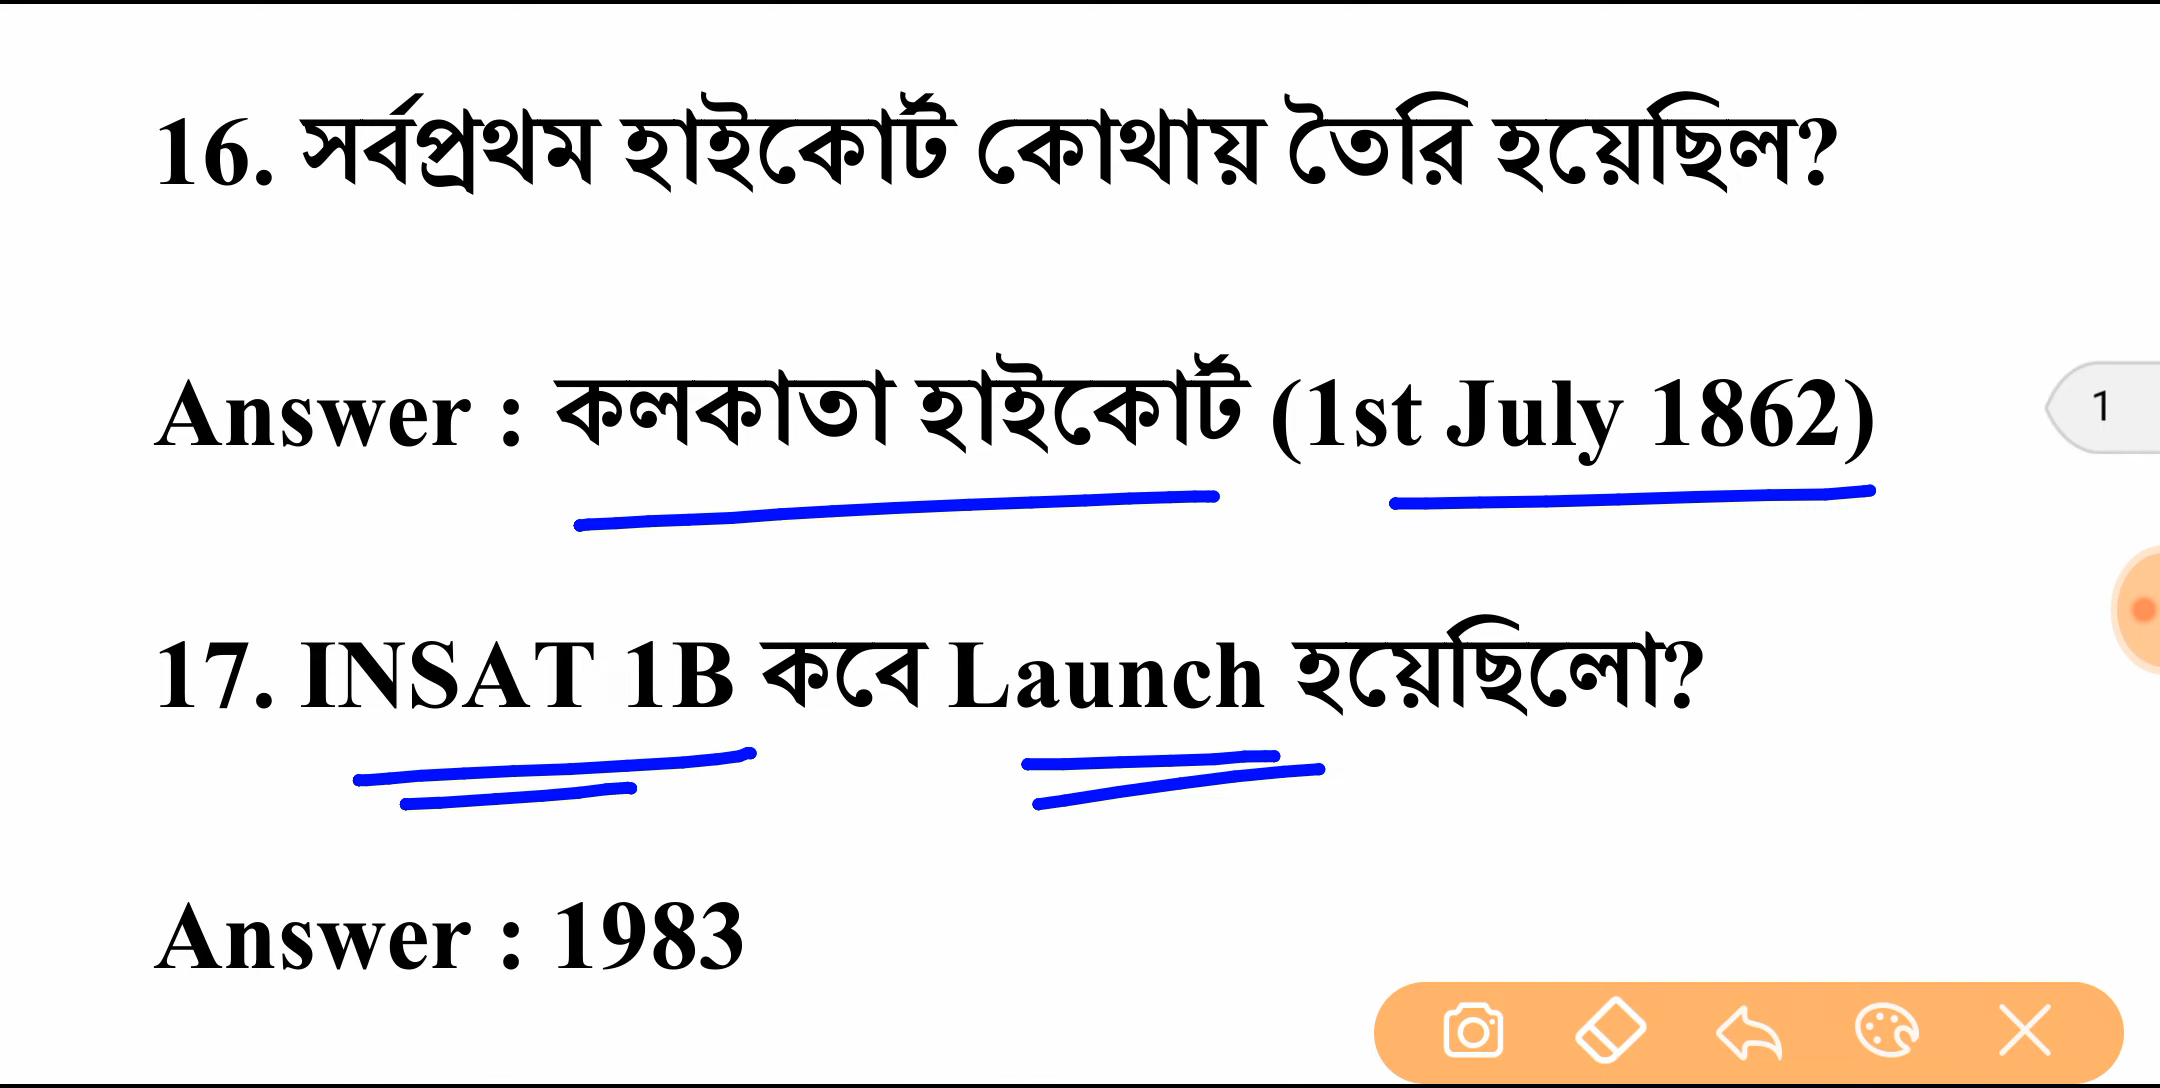 16. সর্বপ্রথম হাইকোর্ট কোথায় তৈরি হয়েছিল?
Answer : কলকাতা হাইকোর্ট (1st July 1862)
1
17. INSAT 1B কবে Launch হয়েছিলো?
Answer : 1983